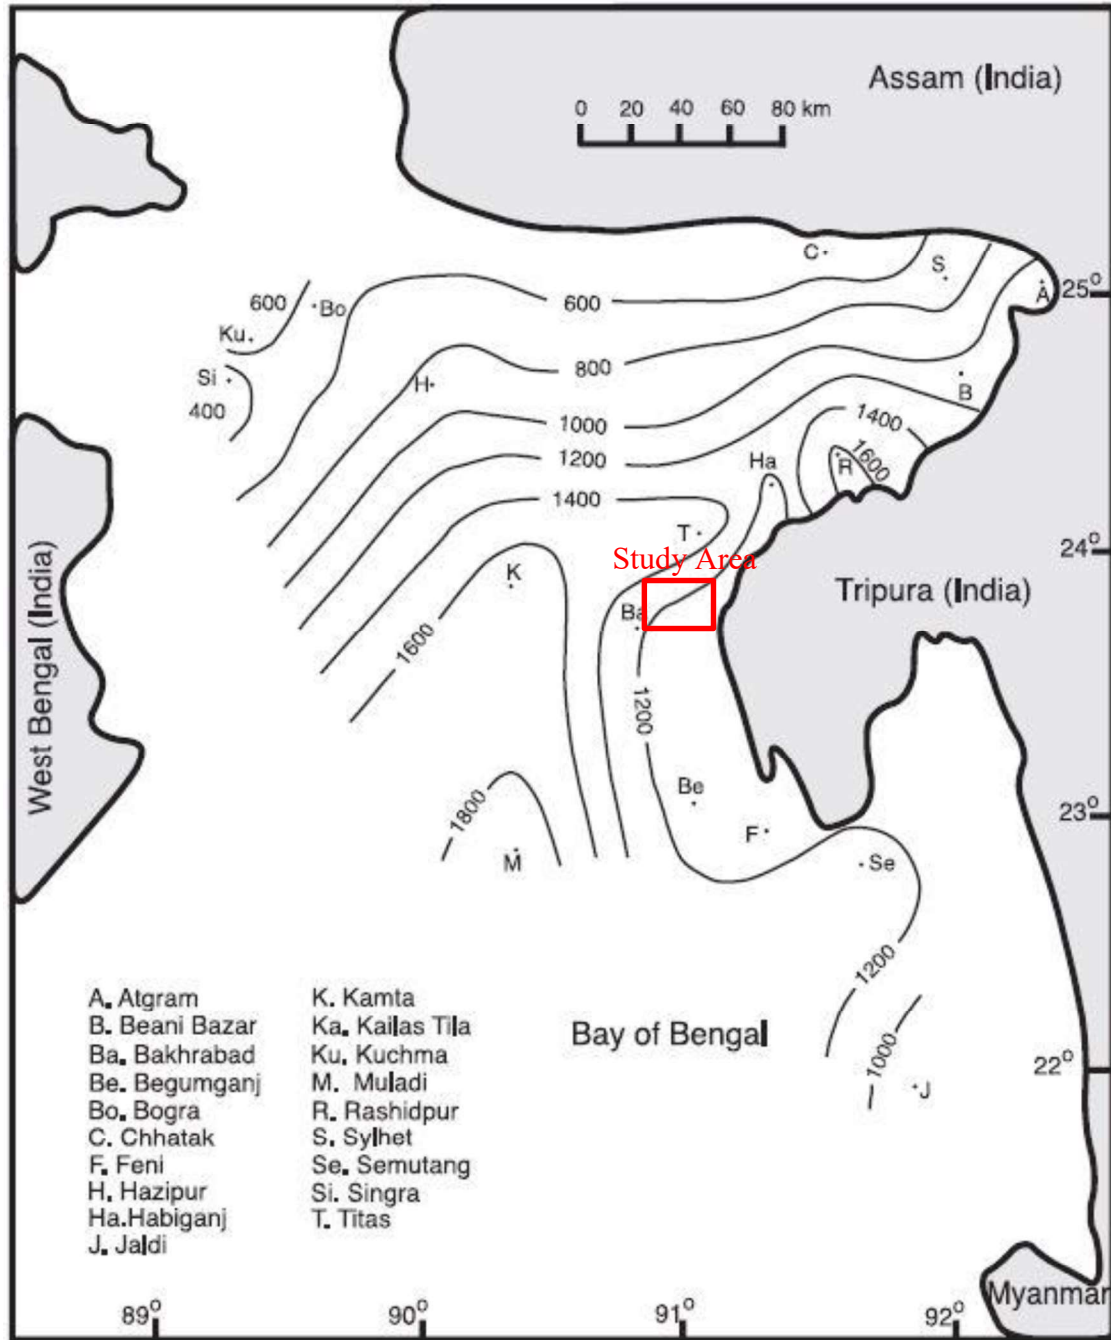 Assam (India)
0 20 40 60 80 km
C
S
A
25°
600
Bo
600
Ku
Si
400
800
H
B
1000
1400
1200
Ha
R
1600
1400
T
24°
Study Area
K
Ba
Tripura (India)
West Bengal (India)
1600
1200
Be
23°
1800
F
M
Se
1200
A. Atgram
B. Beani Bazar
Ba. Bakhrabad
Be. Begumganj
Bo. Bogra
C. Chhatak
F. Feni
H. Hazipur
Ha.Habiganj
J. Jaldi
K. Kamta
Ka. Kailas Tila
Ku. Kuchma
M. Muladi
R. Rashidpur
S. Sylhet
Se. Semutang
Si. Singra
T. Titas
Bay of Bengal
1000
22°
J
Myanmar
89° 90° 91° 92°